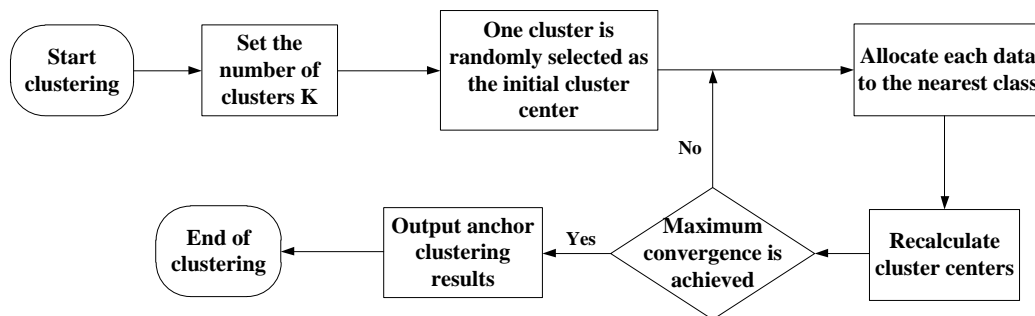 Start
clustering
Set the
number of
clusters K
One cluster is
randomly selected as
the initial cluster
center
Allocate each data
to the nearest class
No
Recalculate
cluster centers
Maximum
convergence is
achieved
Yes
Output anchor
clustering
results
End of
clustering